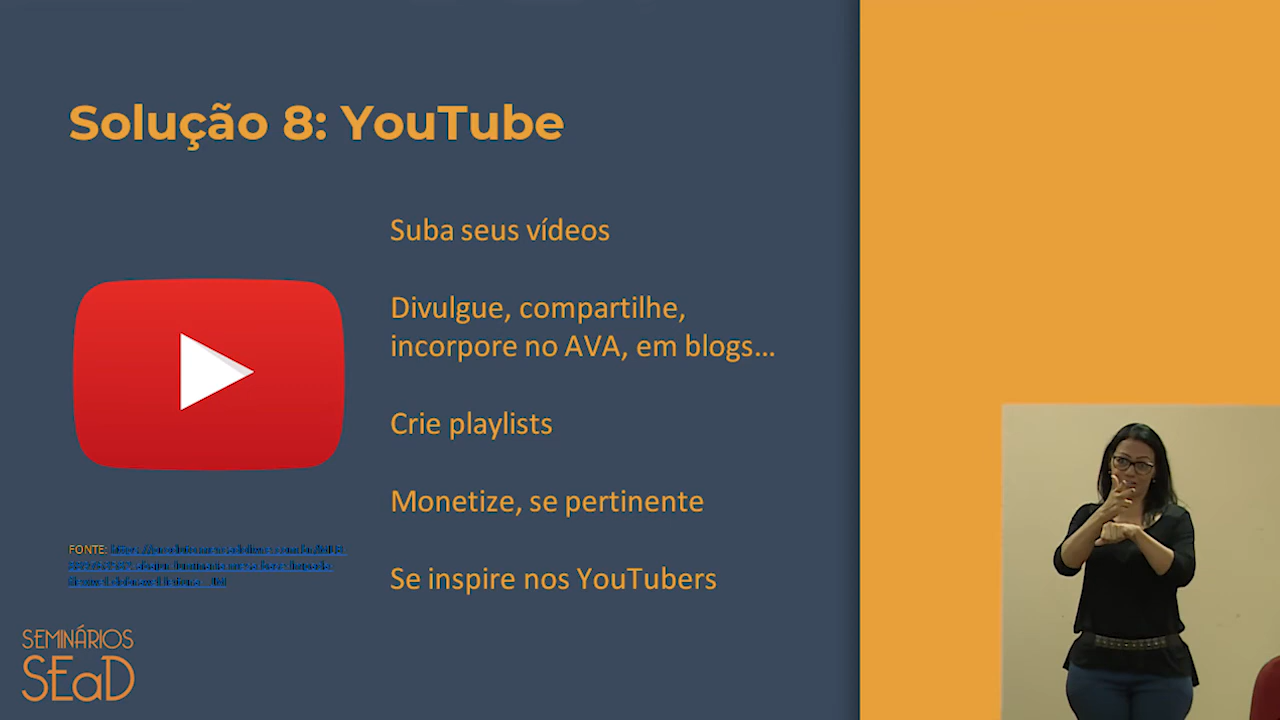 Solução 8: YouTube
Suba seus vídeos
Divulgue, compartilhe,
incorpore no AVA, em blogs...
Crie playlists
Monetize, se pertinente
Se inspire nos YouTubers
FONTE:
SEMINÁRIOS
SEaD